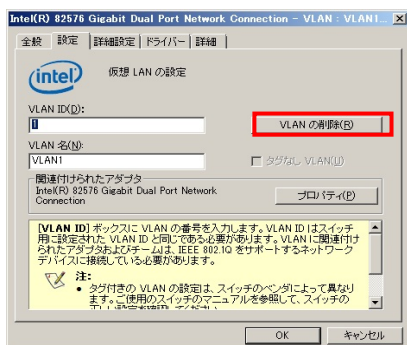 Intel(R) 82576 Gigabit Dual Port Network Connection - VLAN : VLAN1...
全般 設定 詳細設定 ドライバー 詳細
intel 仮想 LAN の設定
VLAN ID(D):
1
VLAN の削除(R)
VLAN 名(N):
VLAN1
タグなし VLAN(U)
関連付けられたアダプタ
Intel(R) 82576 Gigabit Dual Port Network
Connection
プロパティ(P)
[VLAN ID] ボックスに VLAN の番号を入力します。VLAN ID はスイッチ
用に設定された VLAN ID と同じである必要があります。VLAN に関連付け
られたアダプタおよびチームは、IEEE 802.1Q をサポートするネットワーク
デバイスに接続している必要があります。
注:
• タグ付きの VLAN の設定は、スイッチのベンダによって異なり
ます。ご使用のスイッチのマニュアルを参照して、スイッチの
OK キャンセル